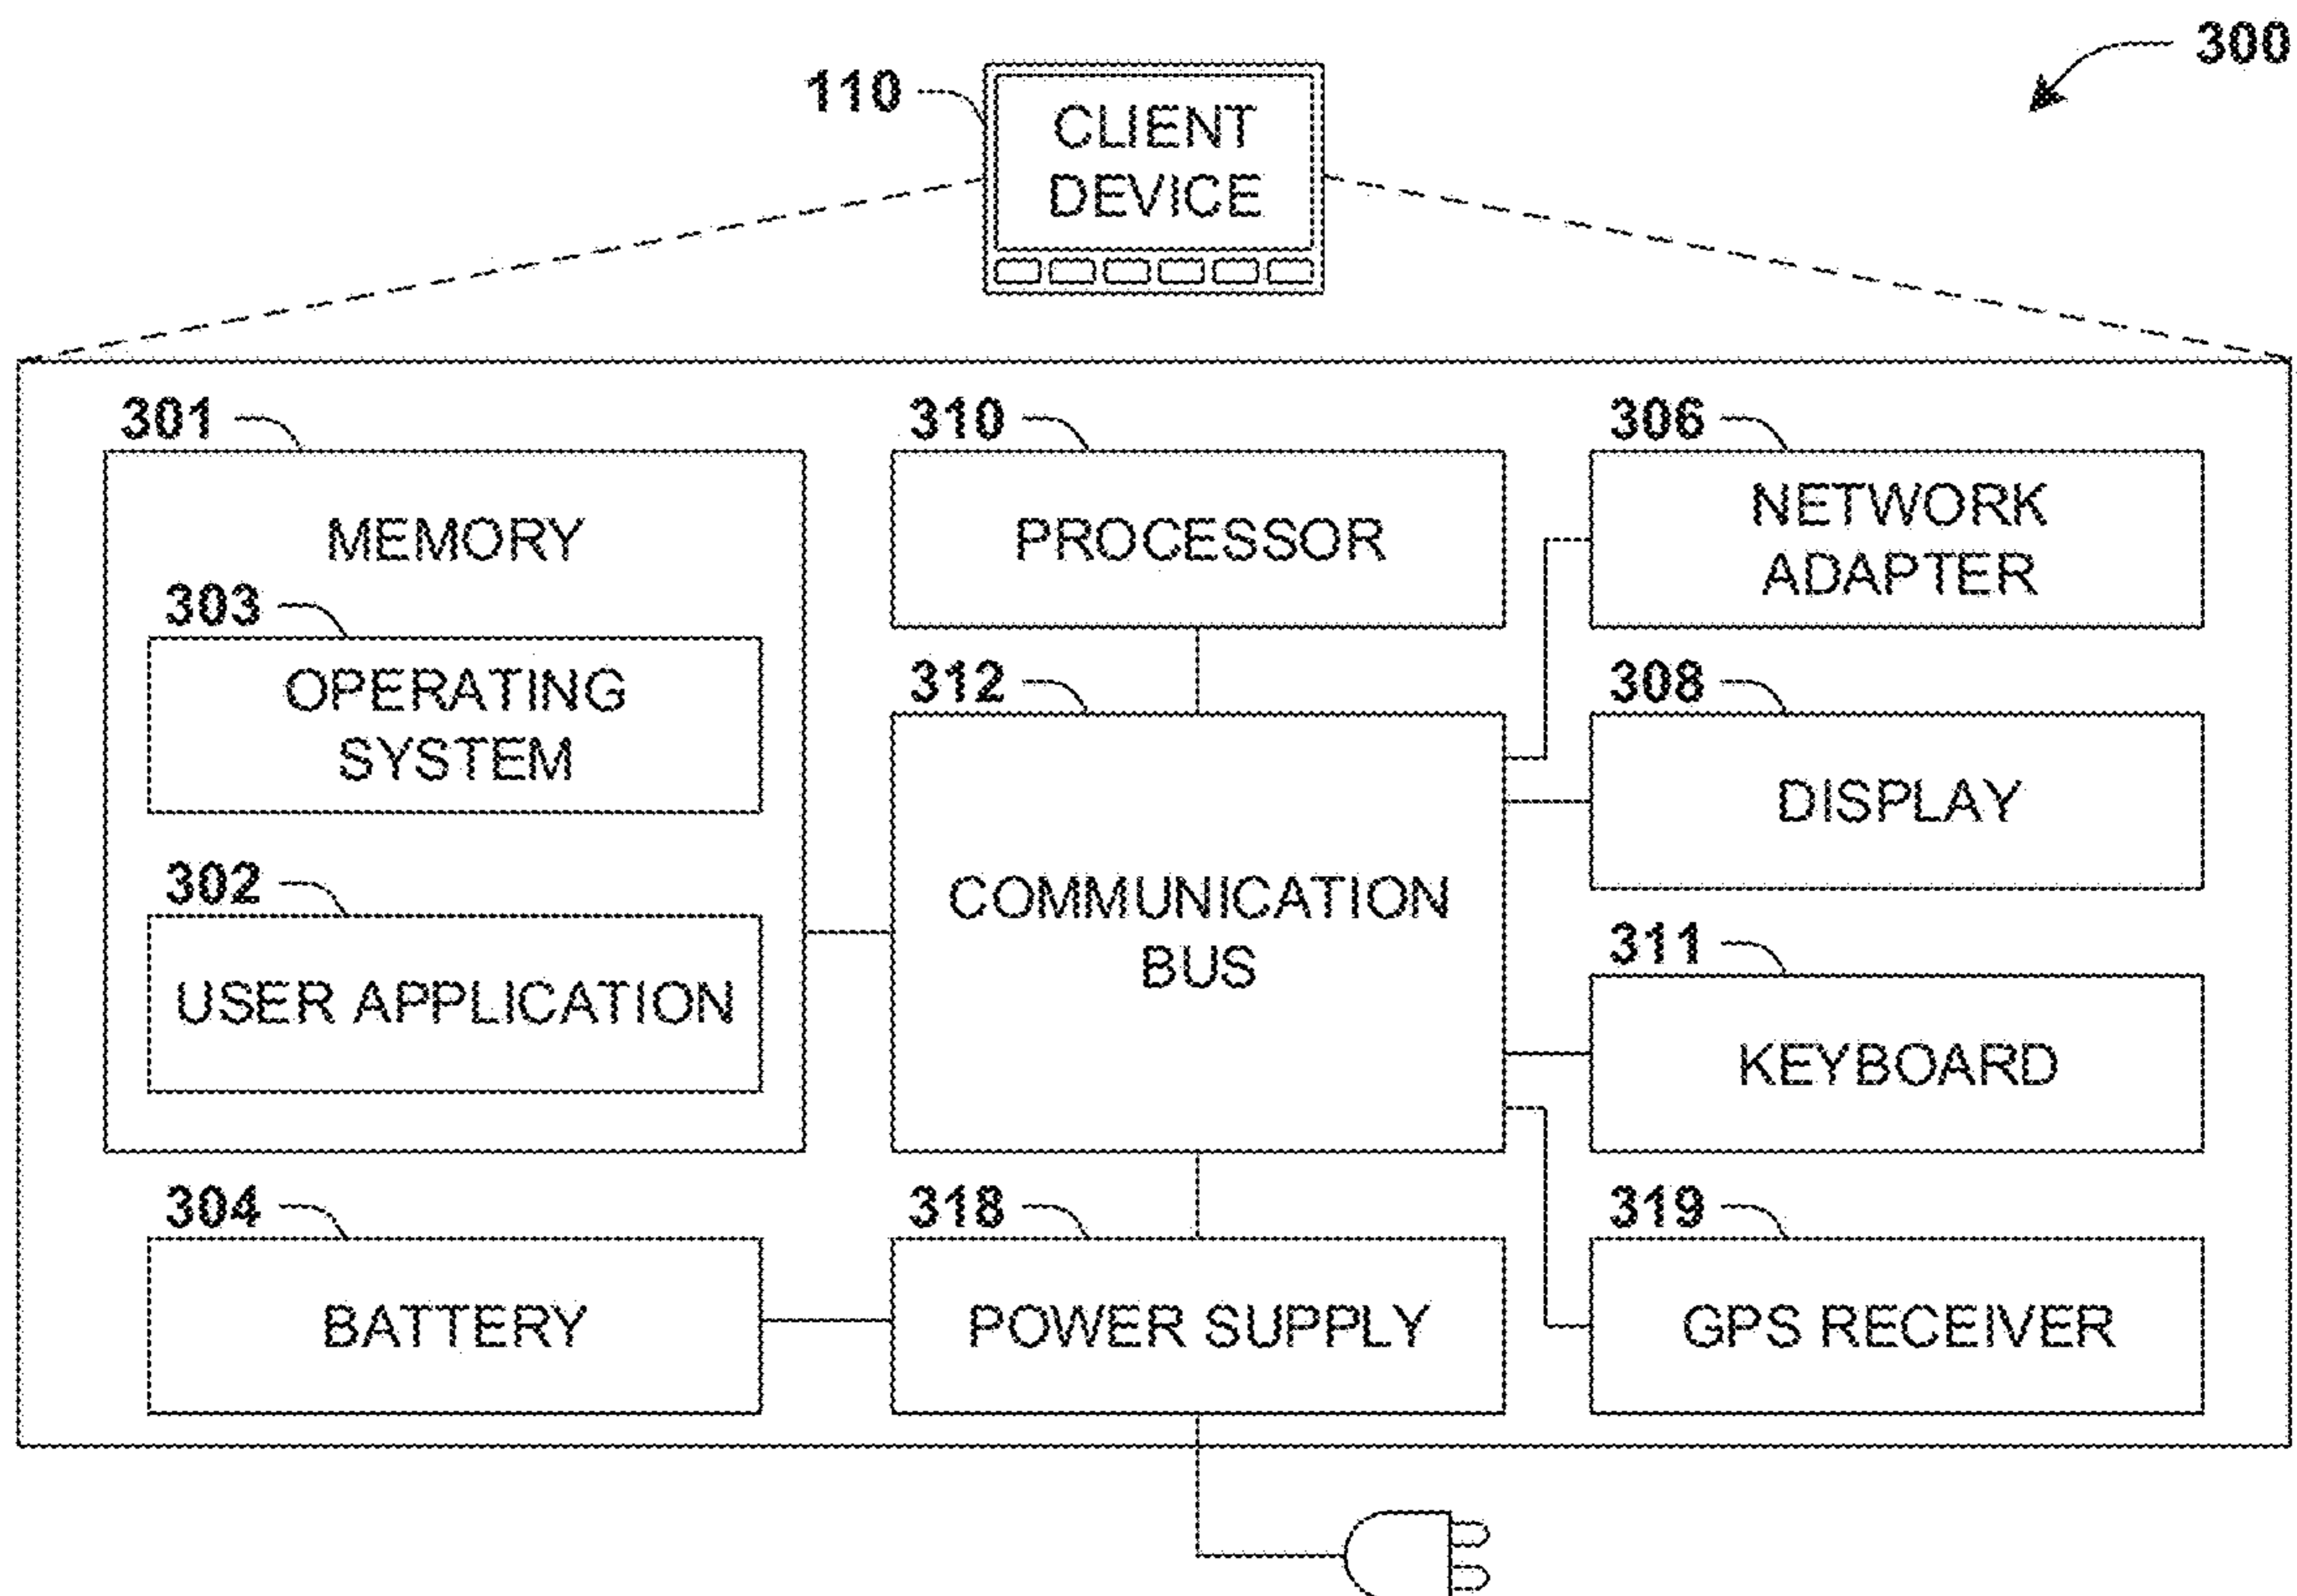 300
110
CLIENT
DEVICE
301
MEMORY
303
OPERATING
SYSTEM
302
USER APPLICATION
304
BATTERY
310
PROCESSOR
312
COMMUNICATION
BUS
318
POWER SUPPLY
306
NETWORK
ADAPTER
308
DISPLAY
311
KEYBOARD
319
GPS RECEIVER